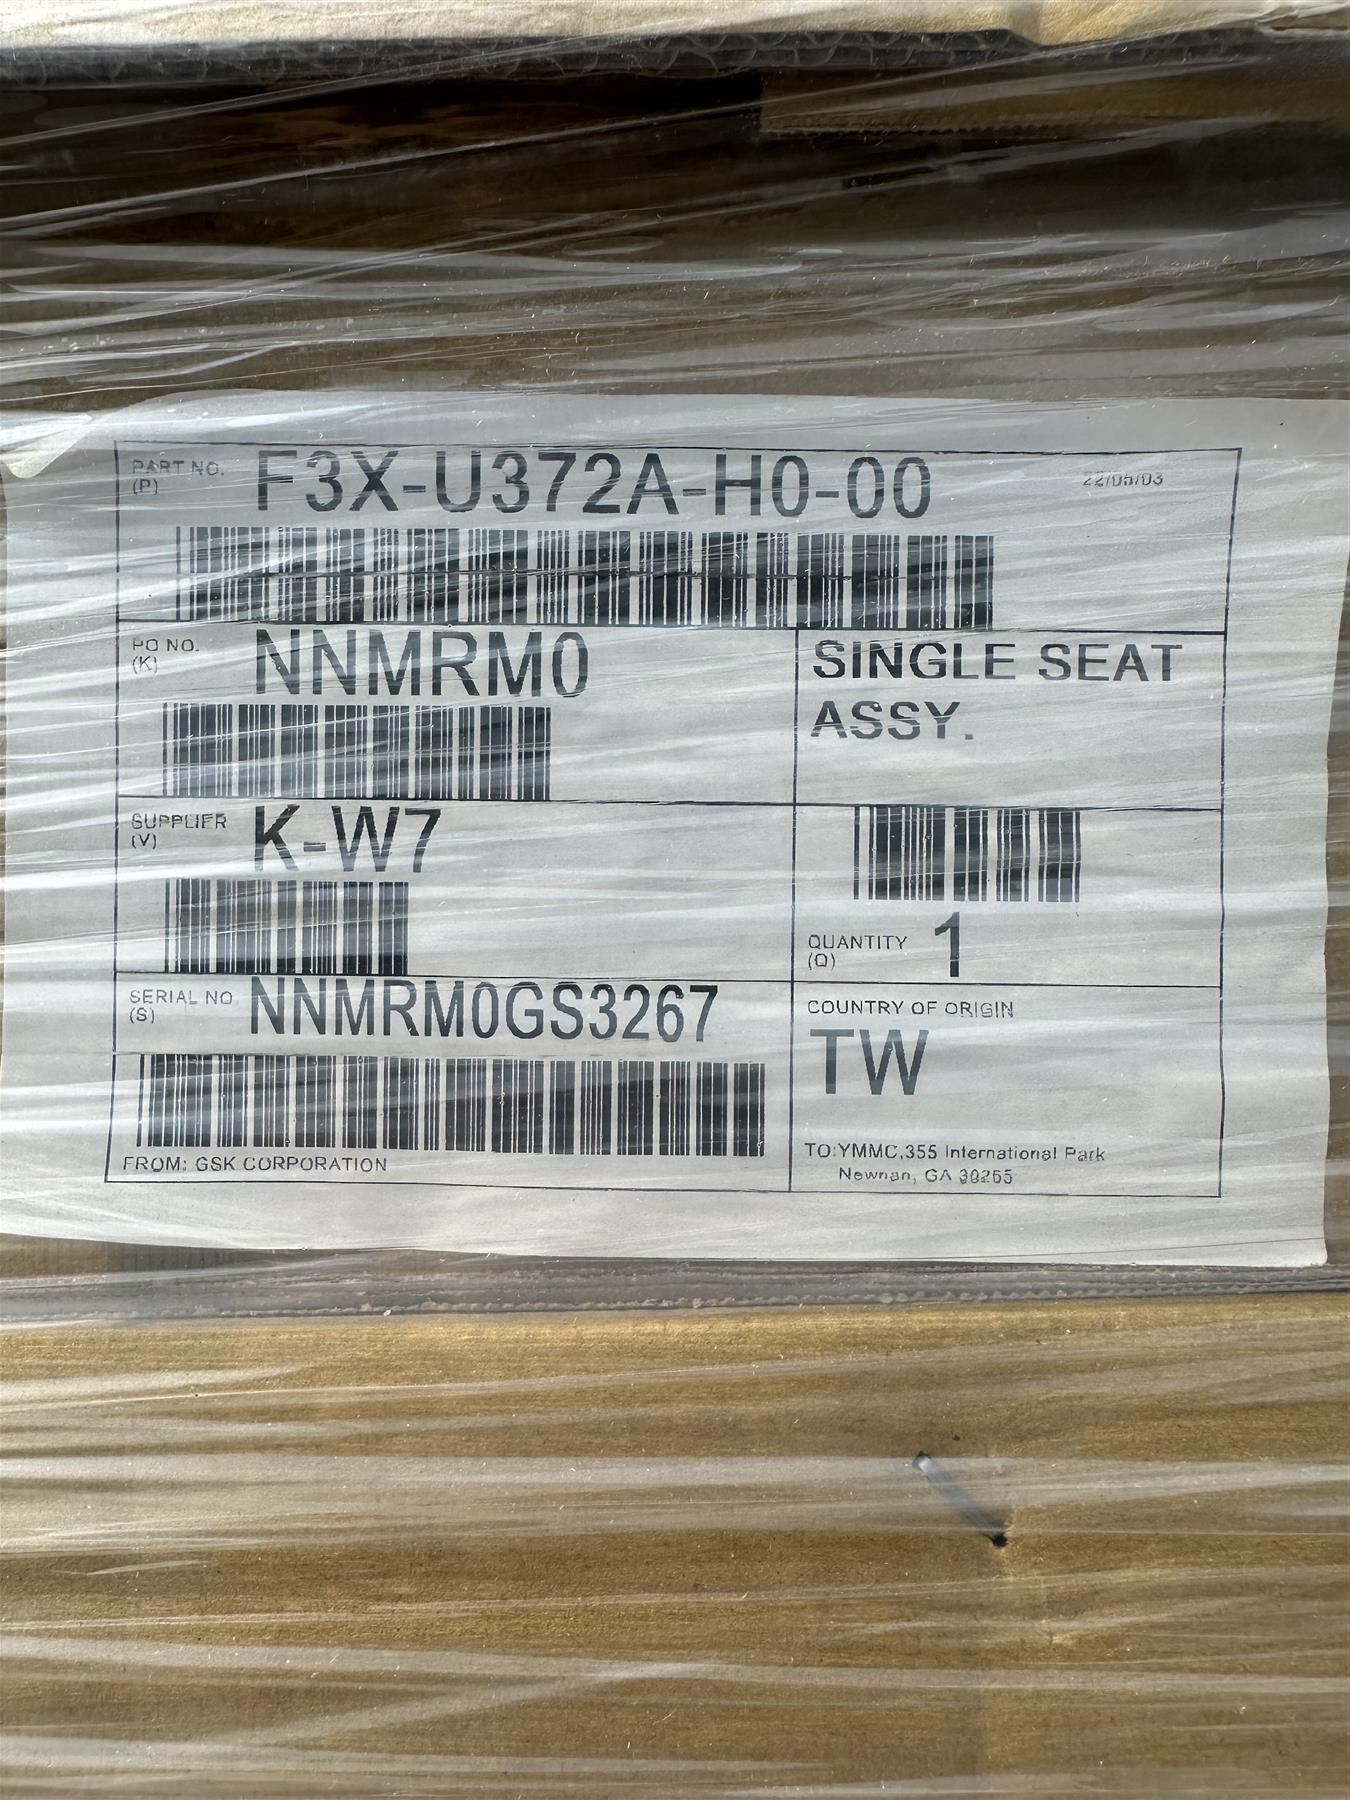 PART NO. F3X-U372A-H0-00 22/05/03
(P)
PO NO. NNMRM0
(K)
SINGLE SEAT
ASSY.
SUPPLIER K-W7
(V)
QUANTITY 1
(Q)
SERIAL NO NNMRM0GS3267
(S)
COUNTRY OF ORIGIN
TW
FROM: GSK CORPORATION
TO:YMMC,355 International Park
Newnan, GA 30265